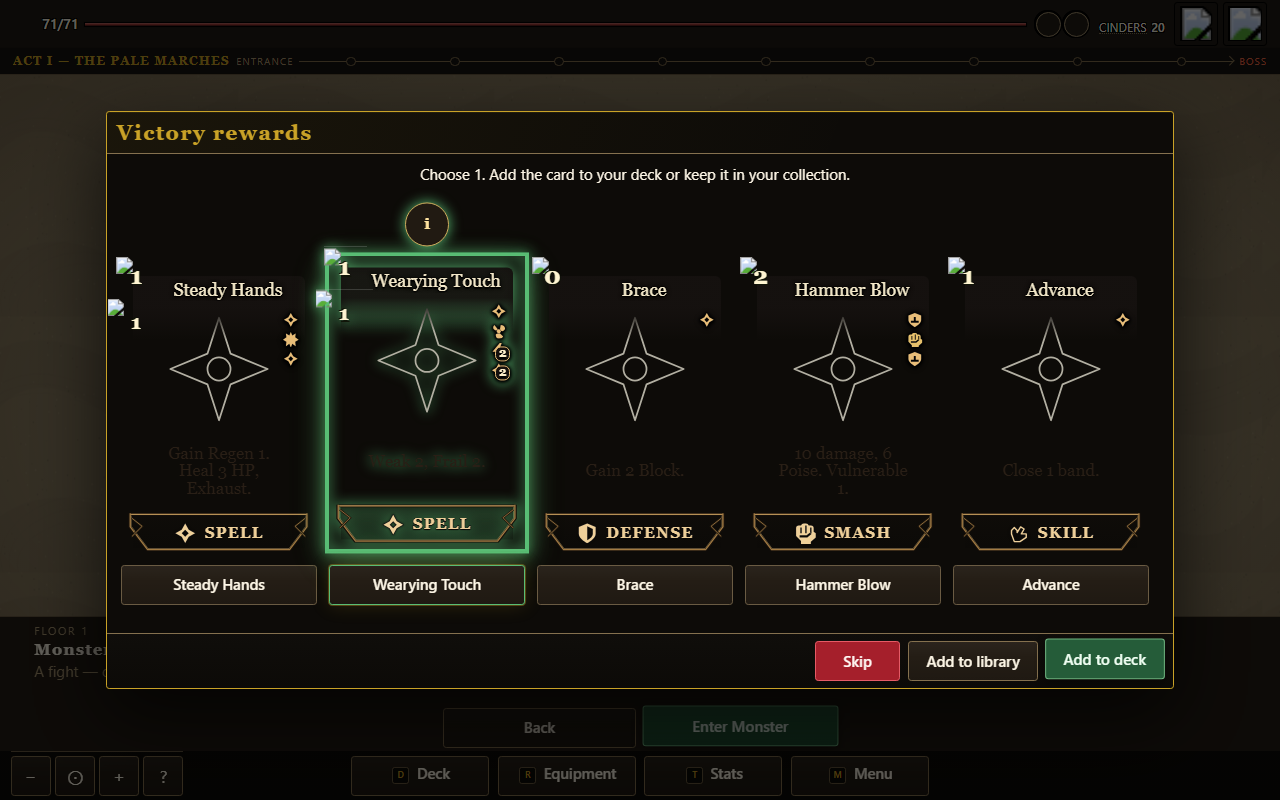 71/71
CINDERS 20
ACT I — THE PALE MARCHES ENTRANCE
BOSS
Victory rewards
Choose 1. Add the card to your deck or keep it in your collection.
i
1
1
Steady Hands
Gain Regen 1.
Heal 3 HP,
Exhaust.
SPELL
1
1
Wearying Touch
2
2
SPELL
0
Brace
Gain 2 Block.
DEFENSE
2
Hammer Blow
10 damage, 6
Poise. Vulnerable
1.
SMASH
1
Advance
Close 1 band.
SKILL
Steady Hands
Wearying Touch
Brace
Hammer Blow
Advance
FLOOR 1
Monster
A fight —
Skip
Add to library
Add to deck
Back
Enter Monster
−
+
?
D Deck
R Equipment
T Stats
M Menu